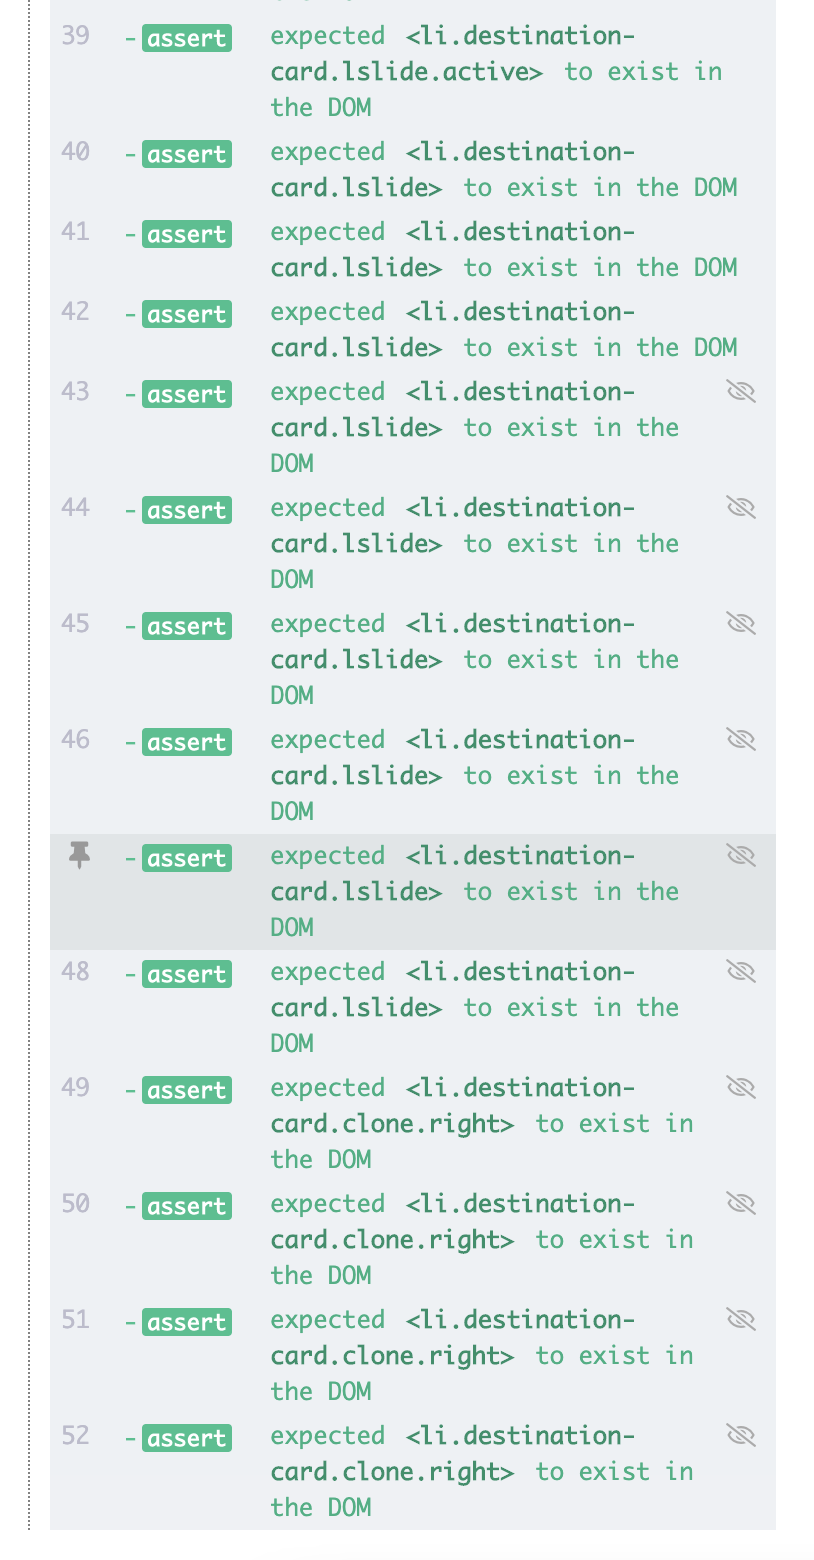 39 -assert expected <li.destination-
card.lslide.active> to exist in
the DOM
40 -assert expected <li.destination-
card.lslide> to exist in the DOM
41 -assert expected <li.destination-
card.lslide> to exist in the DOM
42 -assert expected <li.destination-
card.lslide> to exist in the DOM
43 -assert expected <li.destination-
card.lslide> to exist in the
DOM
44 -assert expected <li.destination-
card.lslide> to exist in the
DOM
45 -assert expected <li.destination-
card.lslide> to exist in the
DOM
46 -assert expected <li.destination-
card.lslide> to exist in the
DOM
-assert expected <li.destination-
card.lslide> to exist in the
DOM
48 -assert expected <li.destination-
card.lslide> to exist in the
DOM
49 -assert expected <li.destination-
card.clone.right> to exist in
the DOM
50 -assert expected <li.destination-
card.clone.right> to exist in
the DOM
51 -assert expected <li.destination-
card.clone.right> to exist in
the DOM
52 -assert expected <li.destination-
card.clone.right> to exist in
the DOM